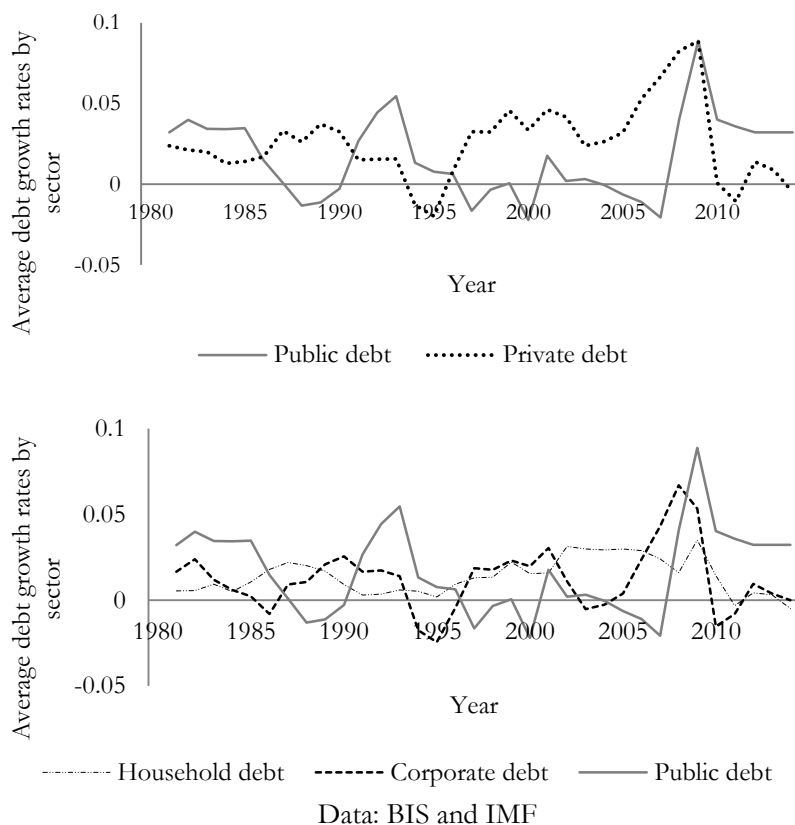 0.1
0.05
0
-0.05
1980 1985 1990 1995 2000 2005 2010
Average debt growth rates by
sector
Year
Public debt Private debt
0.1
0.05
0
-0.05
1980 1985 1990 1995 2000 2005 2010
Average debt growth rates by
sector
Year
Household debt Corporate debt Public debt
Data: BIS and IMF